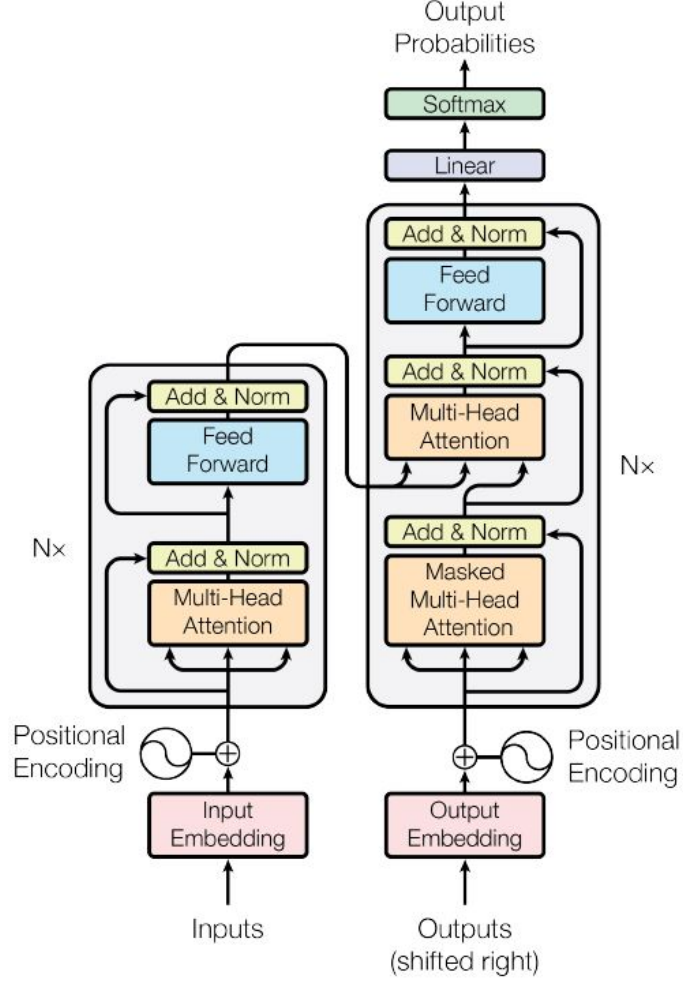 Output
Probabilities
Softmax
Linear
Add & Norm
Feed
Forward
Add & Norm
Multi-Head
Attention
Add & Norm
Masked
Multi-Head
Attention
N×
Add & Norm
Feed
Forward
Add & Norm
Multi-Head
Attention
N×
Positional
Encoding
Positional
Encoding
Input
Embedding
Output
Embedding
Inputs
Outputs
(shifted right)